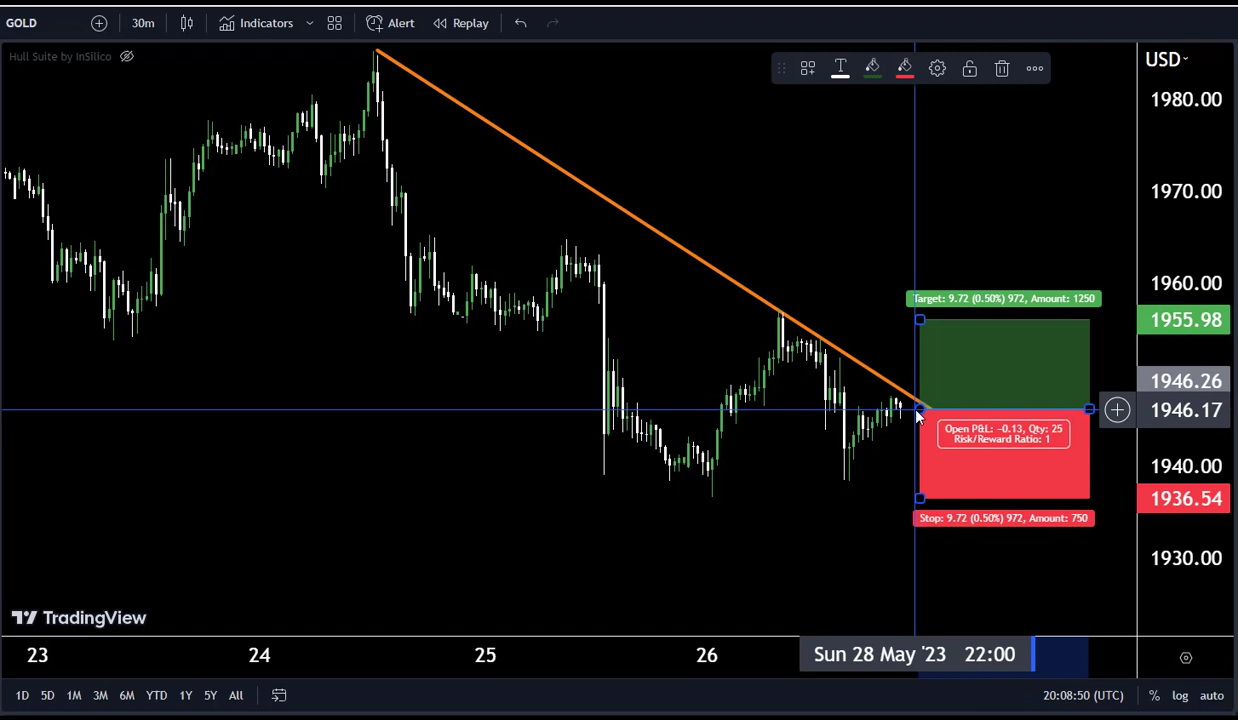 GOLD 30m Indicators Alert Replay
Hull Suite by InSilico
T
USD
1980.00
1970.00
1960.00
Target: 9.72 (0.50%) 972, Amount: 1250
1955.98
1946.26
1946.17
Open P&L: −0.13, Qty: 25
Risk/Reward Ratio: 1
1940.00
1936.54
Stop: 9.72 (0.50%) 972, Amount: 750
1930.00
TradingView
23 24 25 26 Sun 28 May '23 22:00
1D 5D 1M 3M 6M YTD 1Y 5Y All 20:08:50 (UTC) % log auto